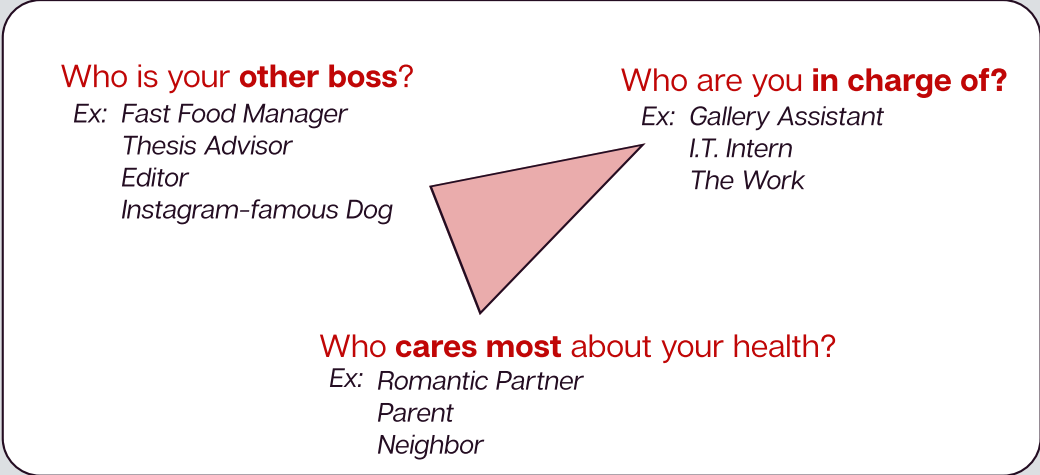 Who is your other boss?
Ex: Fast Food Manager
Thesis Advisor
Editor
Instagram-famous Dog
Who are you in charge of?
Ex: Gallery Assistant
I.T. Intern
The Work
Who cares most about your health?
Ex: Romantic Partner
Parent
Neighbor